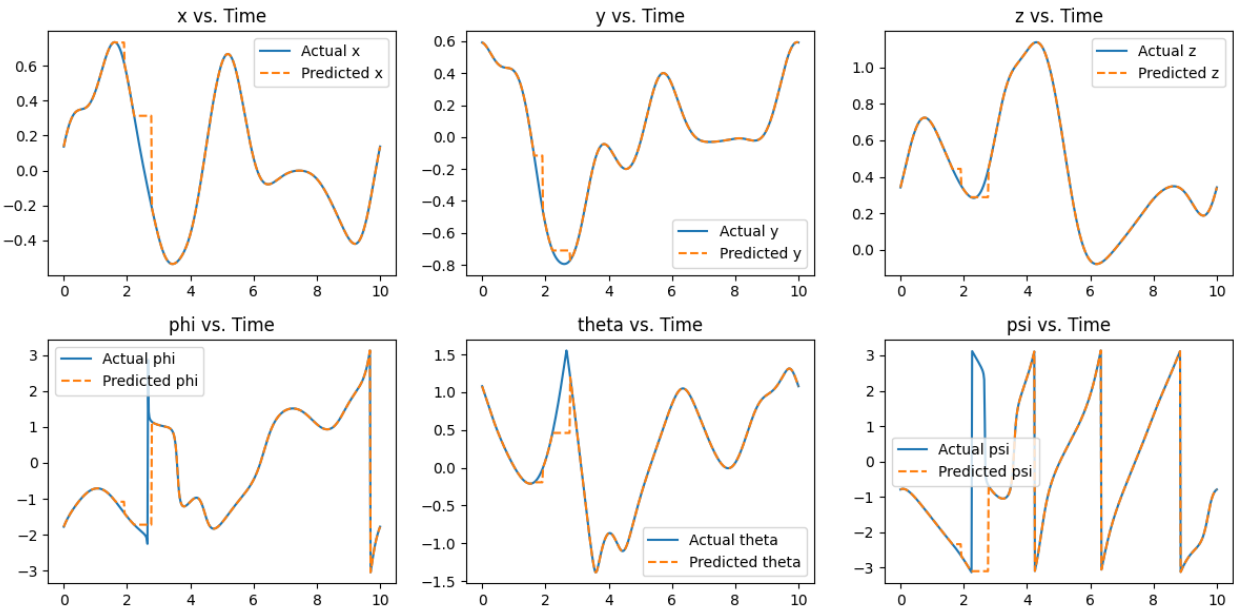 x vs. Time
0.6
0.4
0.2
0.0
−0.2
−0.4
0 2 4 6 8 10
Actual x
Predicted x
y vs. Time
0.6
0.4
0.2
0.0
−0.2
−0.4
−0.6
−0.8
0 2 4 6 8 10
Actual y
Predicted y
z vs. Time
1.0
0.8
0.6
0.4
0.2
0.0
0 2 4 6 8 10
Actual z
Predicted z
phi vs. Time
3
2
1
0
−1
−2
−3
0 2 4 6 8 10
Actual phi
Predicted phi
theta vs. Time
1.5
1.0
0.5
0.0
−0.5
−1.0
−1.5
0 2 4 6 8 10
Actual theta
Predicted theta
psi vs. Time
3
2
1
0
−1
−2
−3
0 2 4 6 8 10
Actual psi
Predicted psi